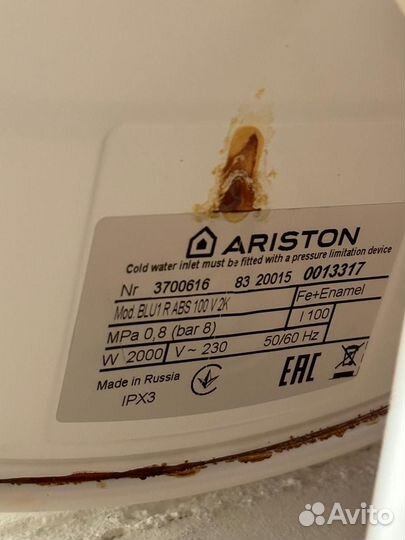 ARISTON
Cold water inlet must be fitted with a pressure limitation device
Nr 3700616 83 20015 0013317
Mod. BLU1 R ABS 100 V 2K Fe+Enamel
MPa 0,8 (bar 8) l 100
W 2000 V ~ 230 50/60 Hz
Made in Russia
IPX3
EAC
Avito